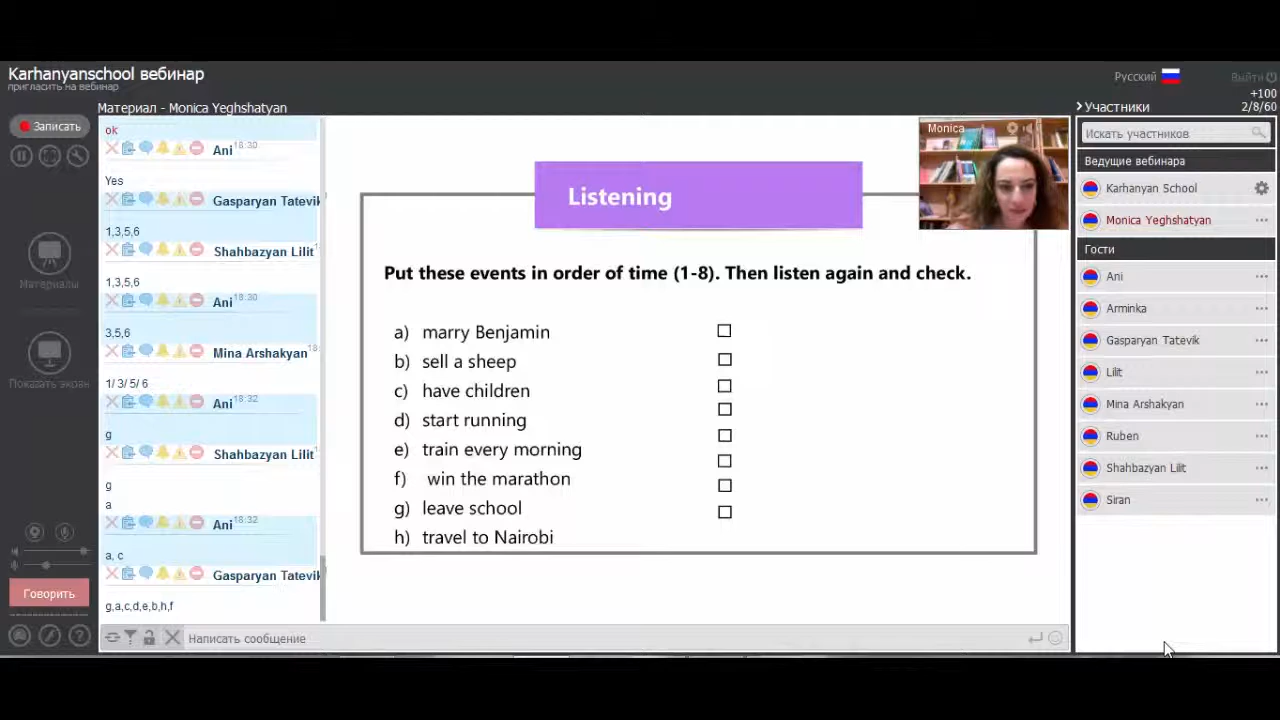 Karhanyanschool вебинар
пригласить на вебинар
Русский
Выйти
+100
2/8/60
Материал - Monica Yeghshatyan
Участники
Записать
Материалы
Показать экран
Говорить
ok
Ani 18:30
Yes
Gasparyan Tatevik
1,3,5,6
Shahbazyan Lilit
1,3,5,6
Ani 18:30
3,5,6
Mina Arshakyan 18:
1/ 3/ 5/ 6
Ani 18:32
g
Shahbazyan Lilit
g
a
Ani 18:32
a, c
Gasparyan Tatevik
g,a,c,d,e,b,h,f
Написать сообщение
Listening
Monica
Put these events in order of time (1-8). Then listen again and check.
a) marry Benjamin
b) sell a sheep
c) have children
d) start running
e) train every morning
f) win the marathon
g) leave school
h) travel to Nairobi
Искать участников
Ведущие вебинара
Karhanyan School
Monica Yeghshatyan
Гости
Ani
Arminka
Gasparyan Tatevik
Lilit
Mina Arshakyan
Ruben
Shahbazyan Lilit
Siran